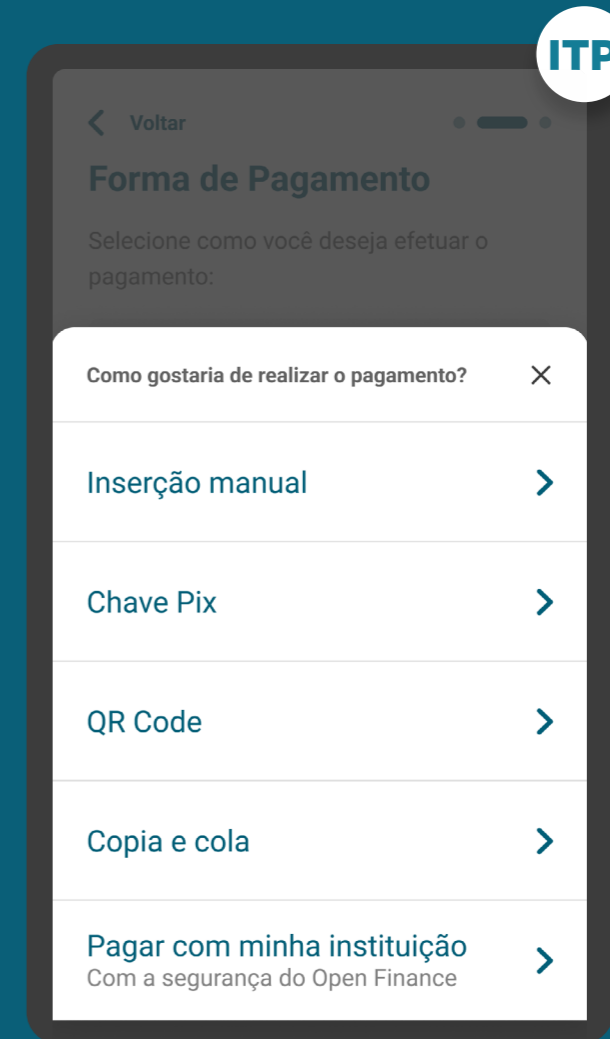 ITP
Voltar
Forma de Pagamento
Selecione como você deseja efetuar o
pagamento:
Como gostaria de realizar o pagamento?
Inserção manual
Chave Pix
QR Code
Copia e cola
Pagar com minha instituição
Com a segurança do Open Finance